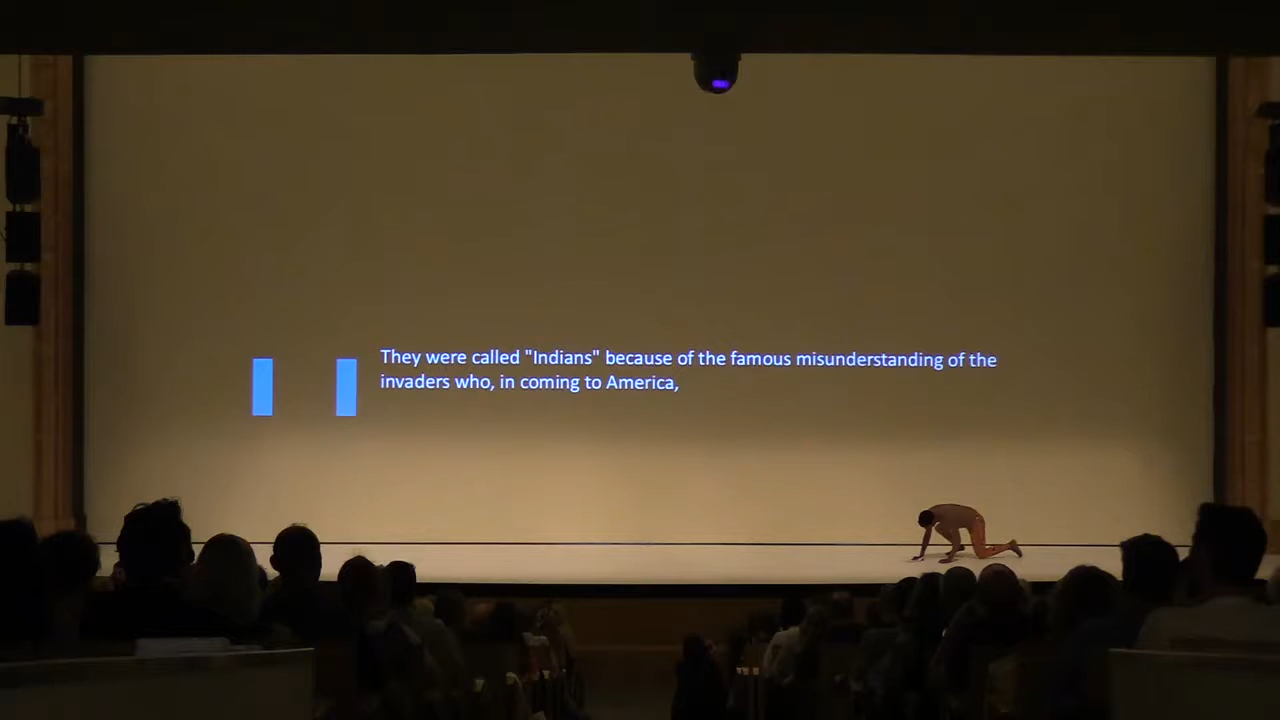 They were called "Indians" because of the famous misunderstanding of the
invaders who, in coming to America,